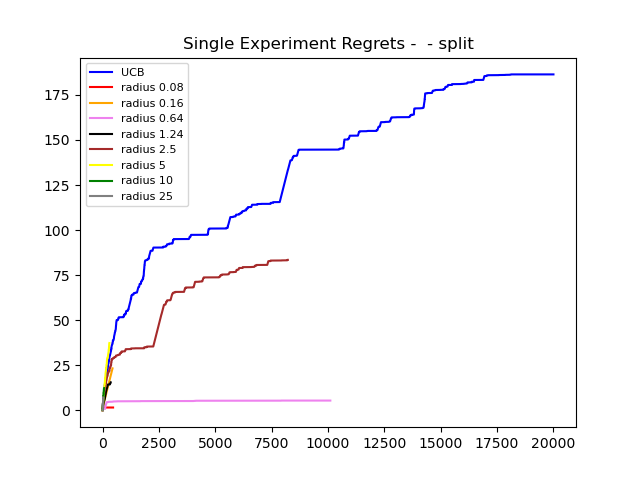 Single Experiment Regrets -  - split
UCB
radius 0.08
radius 0.16
radius 0.64
radius 1.24
radius 2.5
radius 5
radius 10
radius 25
175
150
125
100
75
50
25
0
0 2500 5000 7500 10000 12500 15000 17500 20000